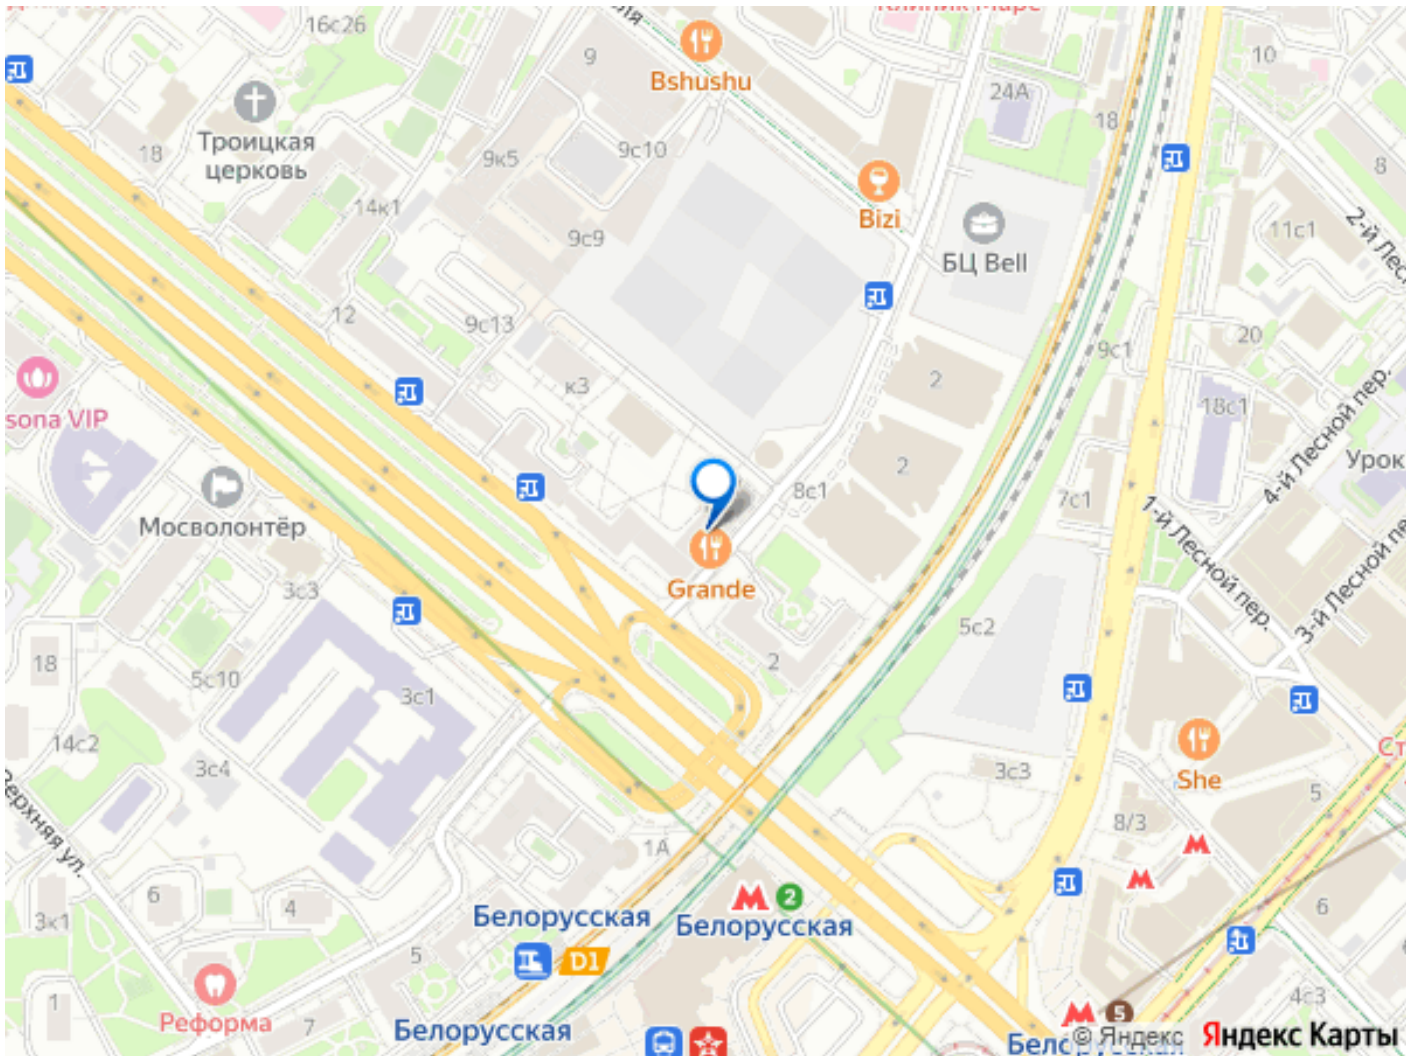 16с26
9
10
Bshushu
24А
18
Троицкая
церковь
18
9с10
9к5
8
14к1
Bizi
11с1
2-й Лес
9с9
БЦ Bell
12
9с13
20
9с1
2
к3
sona VIP
18с1
4-й Лесной пер.
2
Урок
8с1
7с1
1-й Лесной пер.
Мосволонтёр
3с3
Grande
3-й Лесной пе
5с2
18
5с10
3с1
2
14с2
3с4
3с3
Ст
She
5
Верхняя ул.
8/3
1А
6
4
3к1
2
Белорусская
Белорусская
6
5
D1
1
4с3
Реформа
7
Белорусская
5
Белорусская
© Яндекс Яндекс Карты